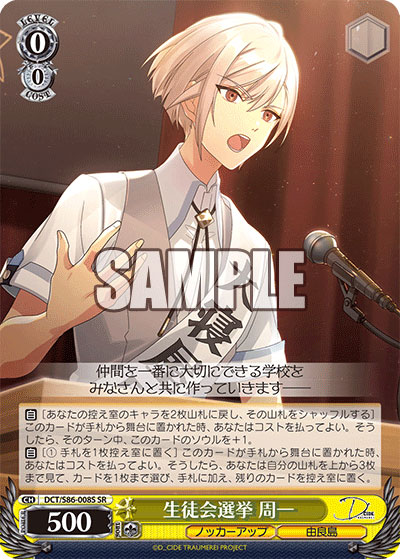 LEVEL
0
0
COST
SAMPLE
仲間を一番に大切にできる学校を
みなさんと共に作っていきます――
自 [あなたの控え室のキャラを2枚山札に戻し、その山札をシャッフルする]
このカードが手札から舞台に置かれた時、あなたはコストを払ってよい。そうしたら、そのターン中、このカードのソウルを+1。
自 [① 手札を1枚控え室に置く] このカードが手札から舞台に置かれた時、あなたはコストを払ってよい。そうしたら、あなたは自分の山札を上から3枚まで見て、カードを1枚まで選び、手札に加え、残りのカードを控え室に置く。
CH DCT/S86-008S SR
500
生徒会選挙 周一
ノッカーアップ
由良島
D_CIDE
©D_CIDE TRAUMEREI PROJECT